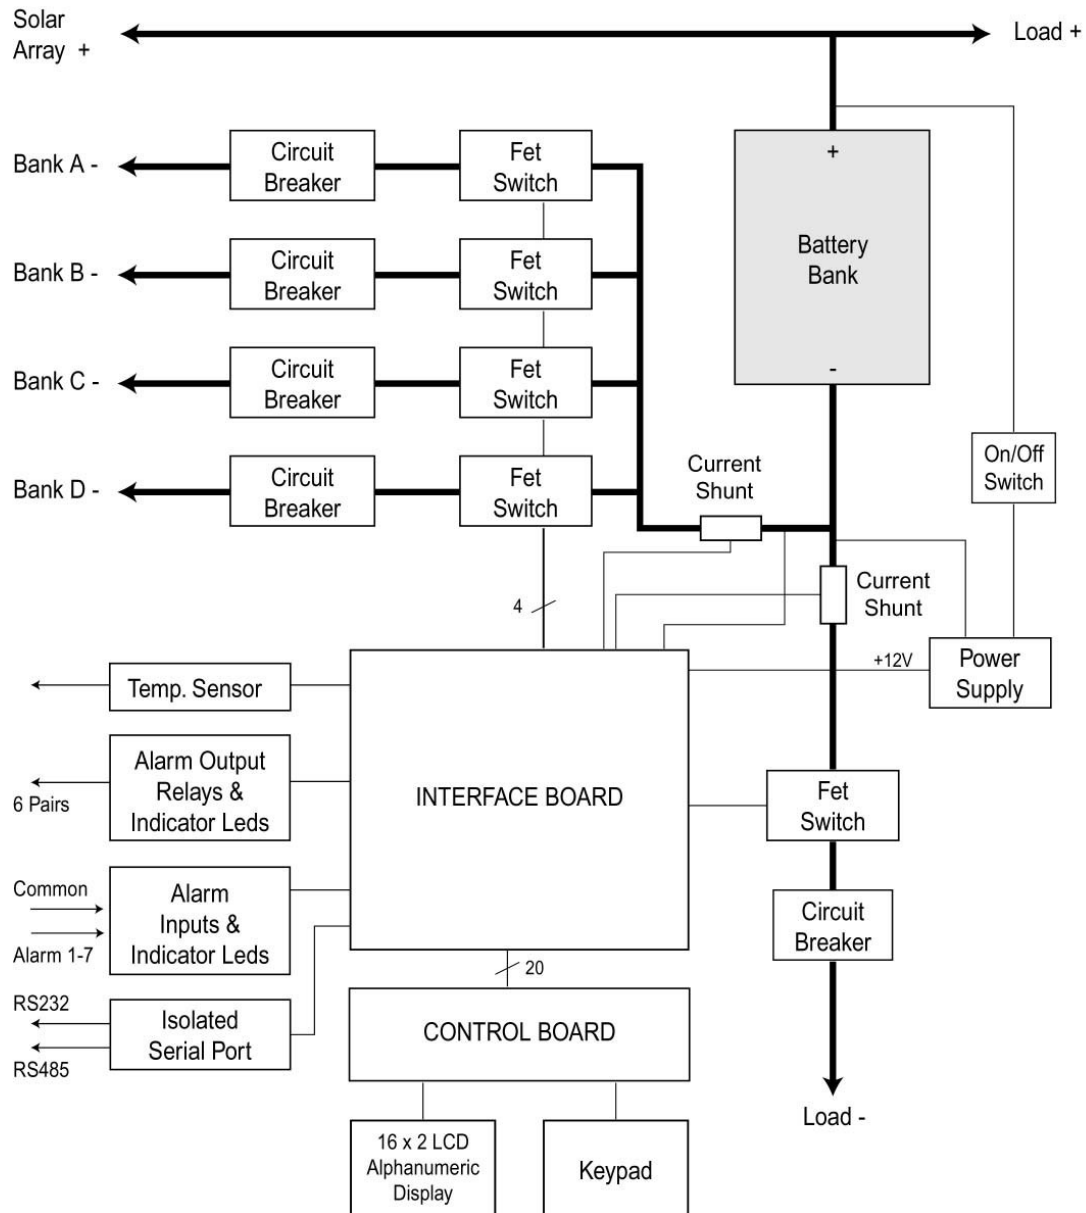 Solar
Array +
Load +
Bank A -
Circuit
Breaker
Fet
Switch
+
Battery
Bank
-
Bank B -
Circuit
Breaker
Fet
Switch
Bank C -
Circuit
Breaker
Fet
Switch
Bank D -
Circuit
Breaker
Fet
Switch
Current
Shunt
On/Off
Switch
Current
Shunt
4
+12V
Power
Supply
Temp. Sensor
6 Pairs
Alarm Output
Relays &
Indicator Leds
INTERFACE BOARD
Fet
Switch
Common
Alarm 1-7
Alarm
Inputs &
Indicator Leds
Circuit
Breaker
20
RS232
RS485
Isolated
Serial Port
CONTROL BOARD
Load -
16 x 2 LCD
Alphanumeric
Display
Keypad